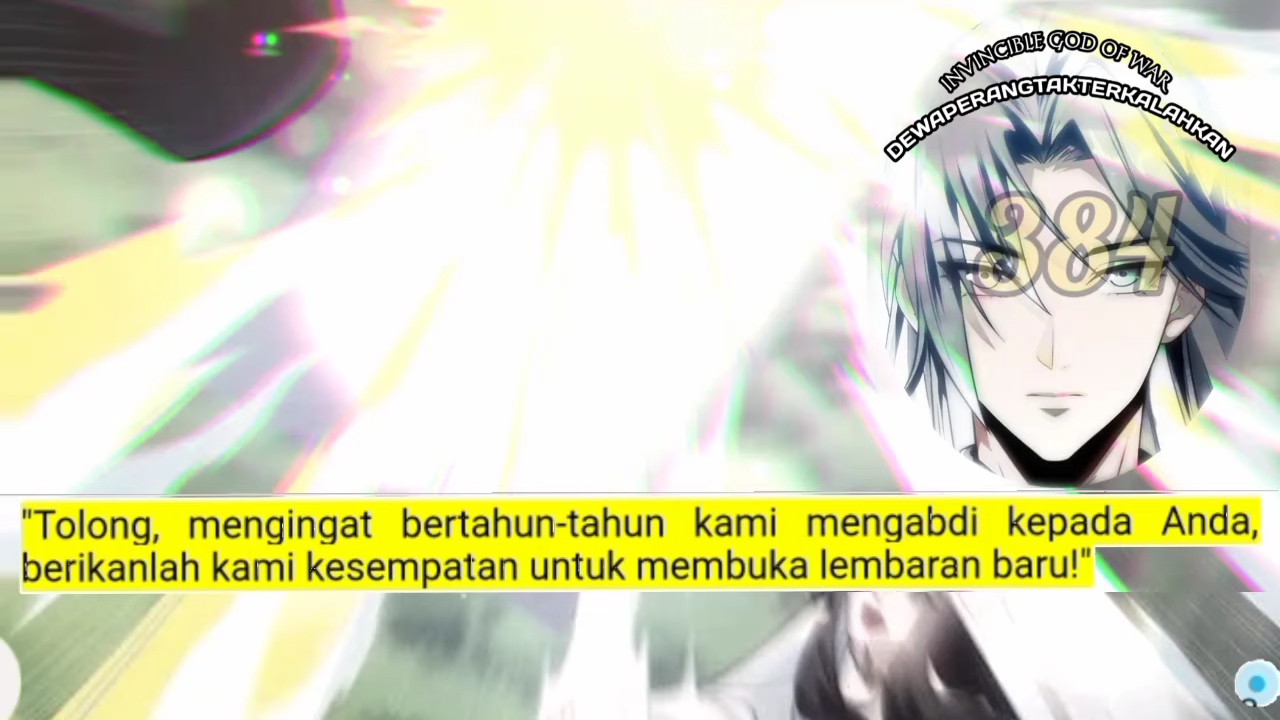 INVINCIBLE GOD OF WAR
DEWAPERANGTAKTERKALAHKAN
384
"Tolong, mengingat bertahun-tahun kami mengabdi kepada Anda,
berikanlah kami kesempatan untuk membuka lembaran baru!"